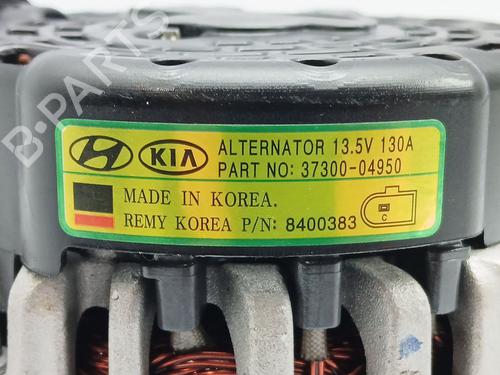 KIA ALTERNATOR 13.5V 130A
PART NO: 37300-04950
MADE IN KOREA.
REMY KOREA P/N: 8400383
C
B-PARTS